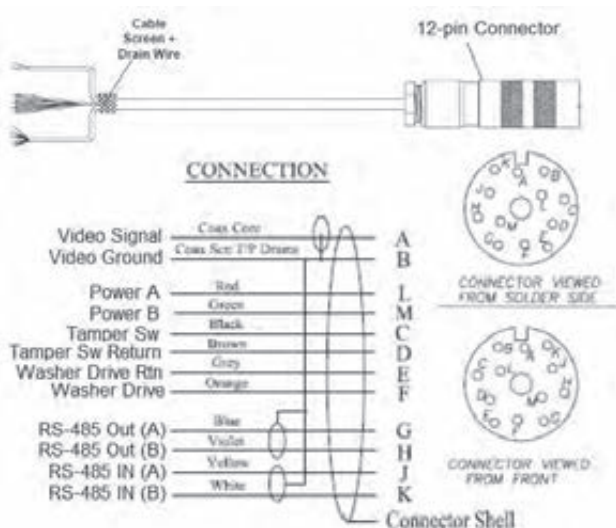 Cable
Screen +
Drain Wire
12-pin Connector
CONNECTION
Video Signal Coax Core A
Video Ground Coax Scr B
Power A Red L
Power B Green M
Tamper Sw Black C
Tamper Sw Return Brown D
Washer Drive Rtn Grey E
Washer Drive Orange F
RS-485 Out (A) Blue G
RS-485 Out (B) Violet H
RS-485 IN (A) Yellow J
RS-485 IN (B) White K
Connector Shell
CONNECTOR VIEWED
FROM SOLDER SIDE
CONNECTOR VIEWED
FROM FRONT